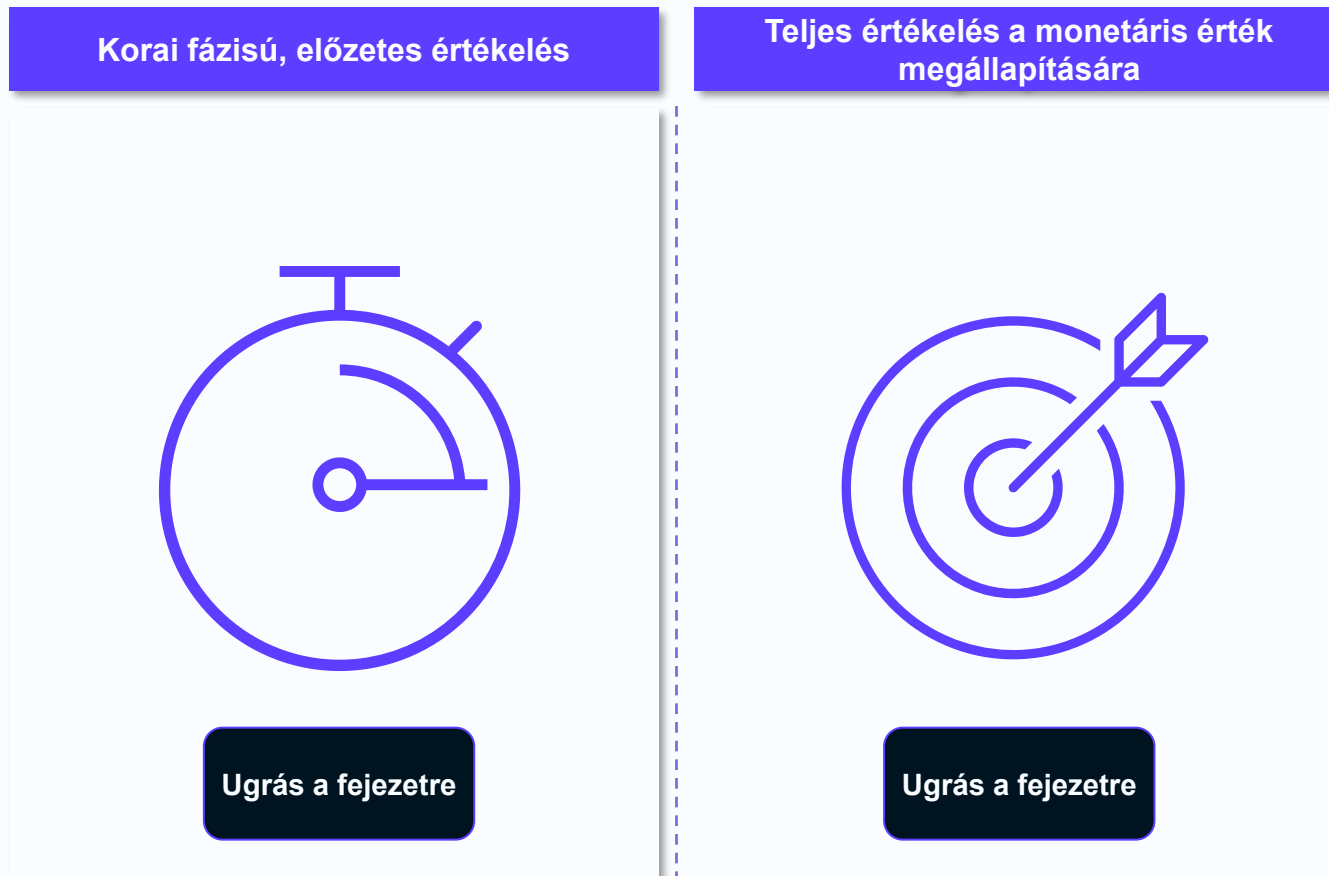 Korai fázisú, előzetes értékelés
Teljes értékelés a monetáris érték
megállapítására
Ugrás a fejezetre
Ugrás a fejezetre